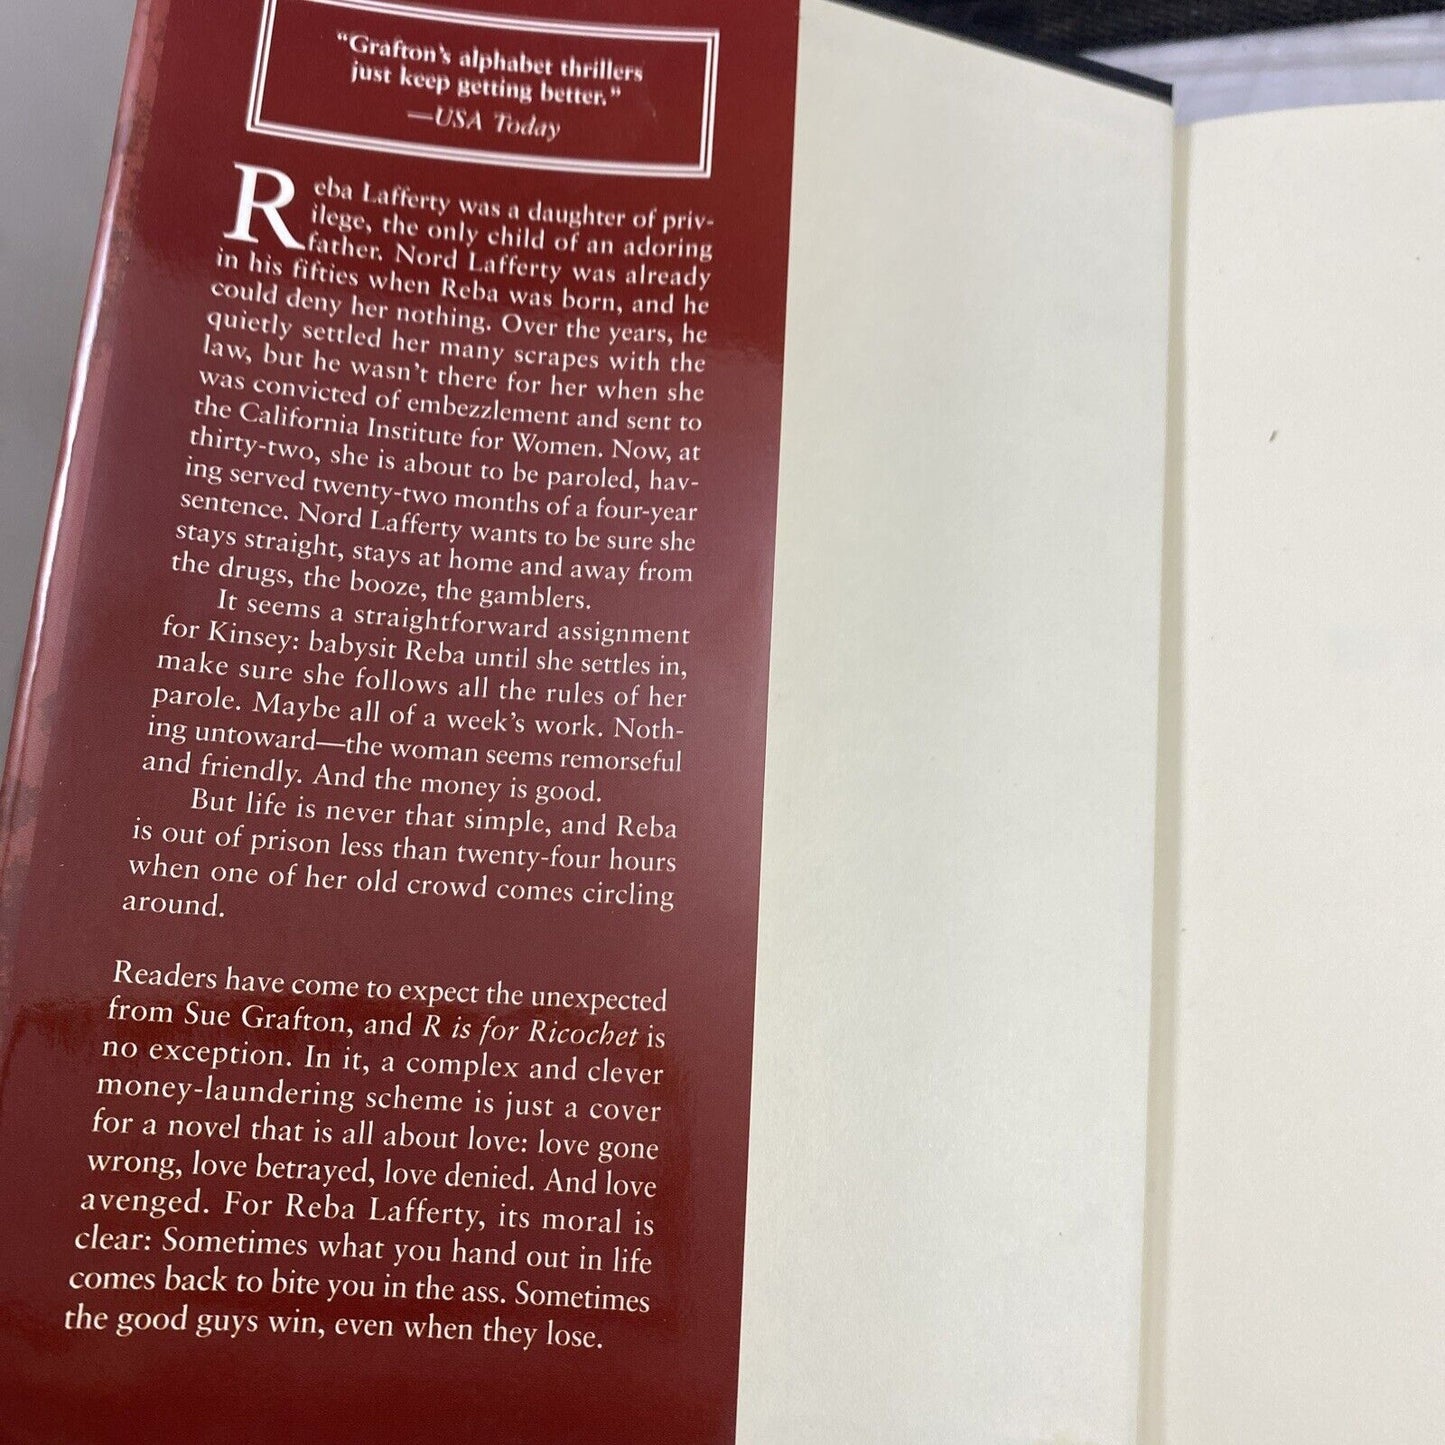 “Grafton’s alphabet thrillers
just keep getting better.”
—USA Today
Reba Lafferty was a daughter of priv-
ilege, the only child of an adoring
father. Nord Lafferty was already
in his fifties when Reba was born, and he
could deny her nothing. Over the years, he
quietly settled her many scrapes with the
law, but he wasn’t there for her when she
was convicted of embezzlement and sent to
the California Institute for Women. Now, at
thirty-two, she is about to be paroled, hav-
ing served twenty-two months of a four-year
sentence. Nord Lafferty wants to be sure she
stays straight, stays at home and away from
the drugs, the booze, the gamblers.
It seems a straightforward assignment
for Kinsey: babysit Reba until she settles in,
make sure she follows all the rules of her
parole. Maybe all of a week’s work. Noth-
ing untoward—the woman seems remorseful
and friendly. And the money is good.
But life is never that simple, and Reba
is out of prison less than twenty-four hours
when one of her old crowd comes circling
around.
Readers have come to expect the unexpected
from Sue Grafton, and R is for Ricochet is
no exception. In it, a complex and clever
money-laundering scheme is just a cover
for a novel that is all about love: love gone
wrong, love betrayed, love denied. And love
avenged. For Reba Lafferty, its moral is
clear: Sometimes what you hand out in life
comes back to bite you in the ass. Sometimes
the good guys win, even when they lose.